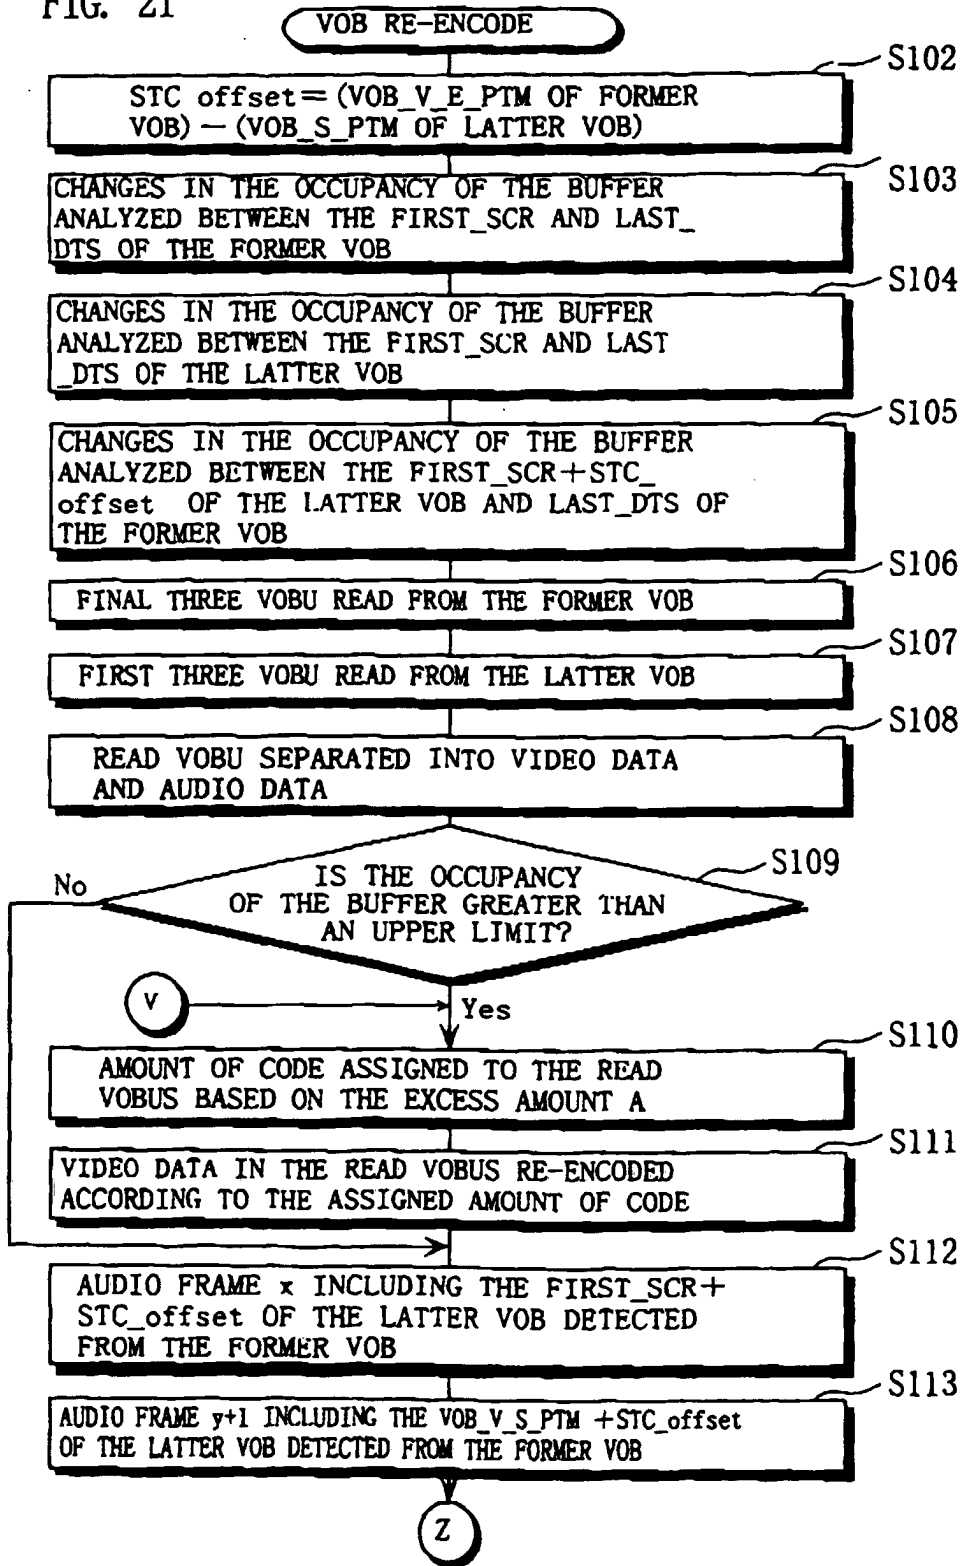 FIG. 21
VOB RE-ENCODE
S102
STC offset=(VOB_V_E_PTM OF FORMER
VOB)-(VOB_S_PTM OF LATTER VOB)
S103
CHANGES IN THE OCCUPANCY OF THE BUFFER
ANALYZED BETWEEN THE FIRST_SCR AND LAST_
DTS OF THE FORMER VOB
S104
CHANGES IN THE OCCUPANCY OF THE BUFFER
ANALYZED BETWEEN THE FIRST_SCR AND LAST
_DTS OF THE LATTER VOB
S105
CHANGES IN THE OCCUPANCY OF THE BUFFER
ANALYZED BETWEEN THE FIRST_SCR+STC_
offset OF THE LATTER VOB AND LAST_DTS OF
THE FORMER VOB
S106
FINAL THREE VOBU READ FROM THE FORMER VOB
S107
FIRST THREE VOBU READ FROM THE LATTER VOB
S108
READ VOBU SEPARATED INTO VIDEO DATA
AND AUDIO DATA
S109
IS THE OCCUPANCY
OF THE BUFFER GREATER THAN
AN UPPER LIMIT?
No
V
Yes
S110
AMOUNT OF CODE ASSIGNED TO THE READ
VOBUS BASED ON THE EXCESS AMOUNT A
S111
VIDEO DATA IN THE READ VOBUS RE-ENCODED
ACCORDING TO THE ASSIGNED AMOUNT OF CODE
S112
AUDIO FRAME x INCLUDING THE FIRST_SCR+
STC_offset OF THE LATTER VOB DETECTED
FROM THE FORMER VOB
S113
AUDIO FRAME y+1 INCLUDING THE VOB_V_S_PTM +STC_offset
OF THE LATTER VOB DETECTED FROM THE FORMER VOB
Z